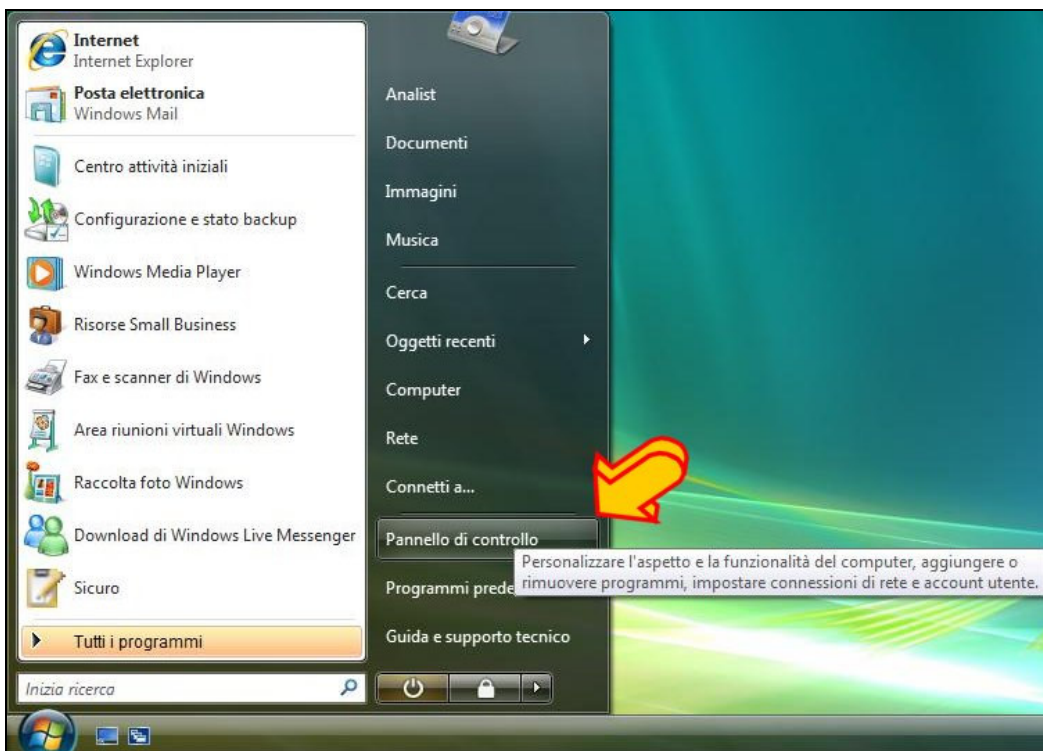 Internet
Internet Explorer
Posta elettronica
Windows Mail
Centro attività iniziali
Configurazione e stato backup
Windows Media Player
Risorse Small Business
Fax e scanner di Windows
Area riunioni virtuali Windows
Raccolta foto Windows
Download di Windows Live Messenger
Sicuro
Tutti i programmi
Inizia ricerca
Analist
Documenti
Immagini
Musica
Cerca
Oggetti recenti
Computer
Rete
Connetti a...
Pannello di controllo
Personalizzare l'aspetto e la funzionalità del computer, aggiungere o
rimuovere programmi, impostare connessioni di rete e account utente.
Programmi prede
Guida e supporto tecnico